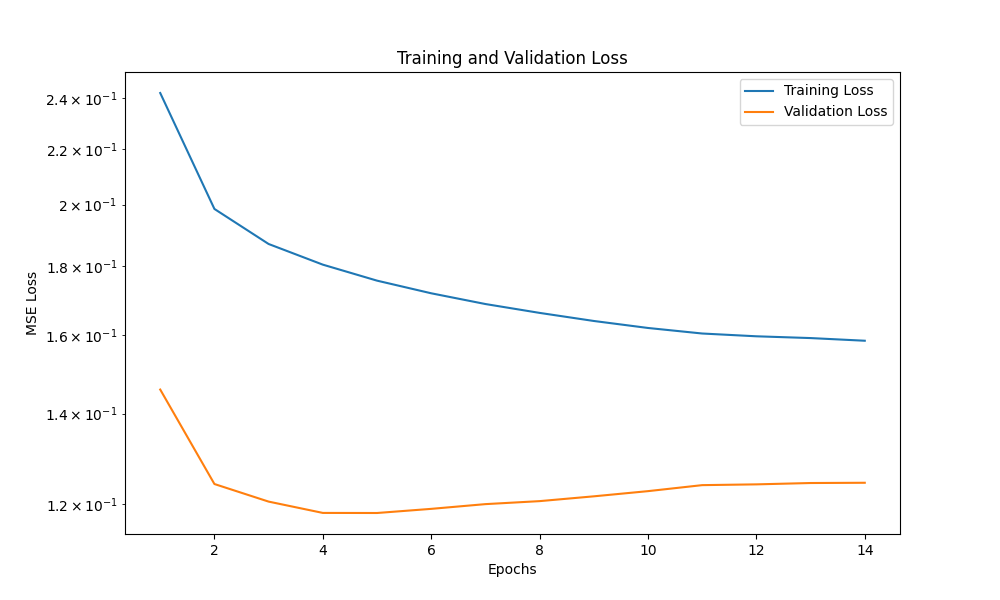 Training and Validation Loss
Training Loss
Validation Loss
2.4 × 10⁻¹
2.2 × 10⁻¹
2 × 10⁻¹
1.8 × 10⁻¹
1.6 × 10⁻¹
1.4 × 10⁻¹
1.2 × 10⁻¹
MSE Loss
2 4 6 8 10 12 14
Epochs